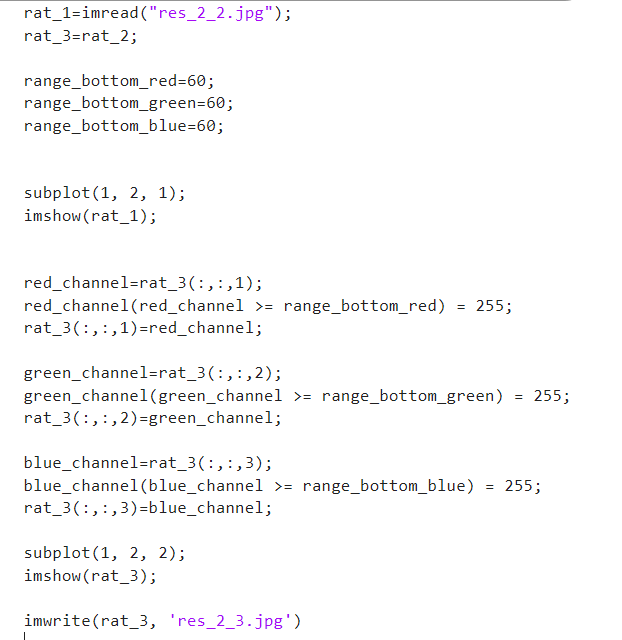 rat_1=imread("res_2_2.jpg");
rat_3=rat_2;
range_bottom_red=60;
range_bottom_green=60;
range_bottom_blue=60;
subplot(1, 2, 1);
imshow(rat_1);
red_channel=rat_3(:,:,1);
red_channel(red_channel >= range_bottom_red) = 255;
rat_3(:,:,1)=red_channel;
green_channel=rat_3(:,:,2);
green_channel(green_channel >= range_bottom_green) = 255;
rat_3(:,:,2)=green_channel;
blue_channel=rat_3(:,:,3);
blue_channel(blue_channel >= range_bottom_blue) = 255;
rat_3(:,:,3)=blue_channel;
subplot(1, 2, 2);
imshow(rat_3);
imwrite(rat_3, 'res_2_3.jpg')